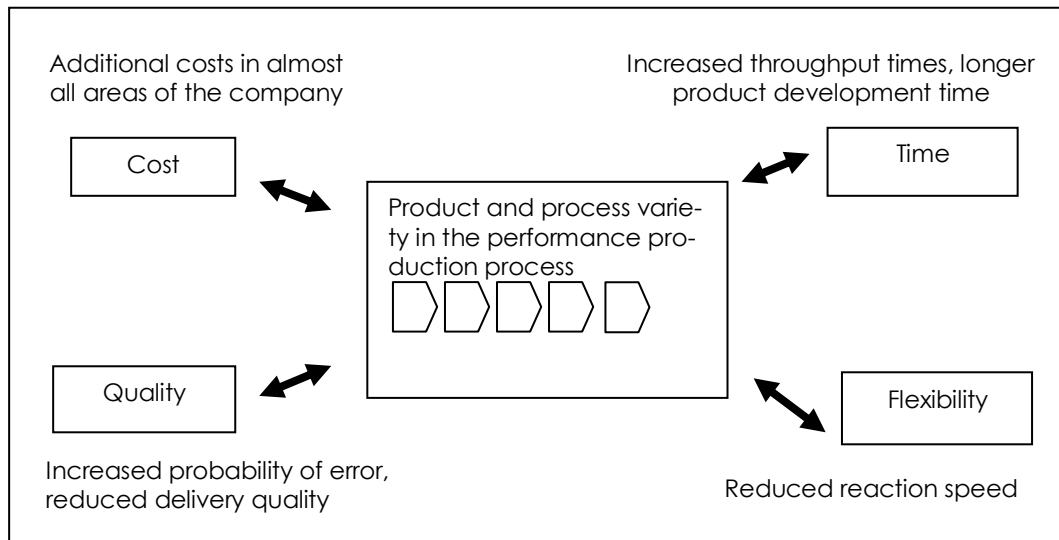 Additional costs in almost
all areas of the company
Cost
Increased throughput times, longer
product development time
Time
Product and process varie-
ty in the performance pro-
duction process
Quality
Increased probability of error,
reduced delivery quality
Flexibility
Reduced reaction speed